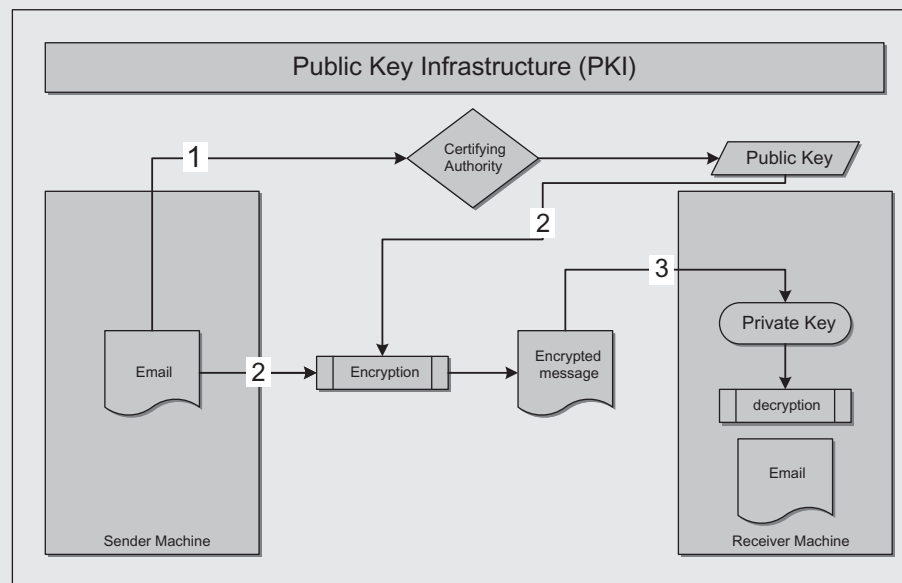 Public Key Infrastructure (PKI)
1
Certifying
Authority
Public Key
2
3
Private Key
Email
2
Encryption
Encrypted
message
decryption
Email
Sender Machine
Receiver Machine